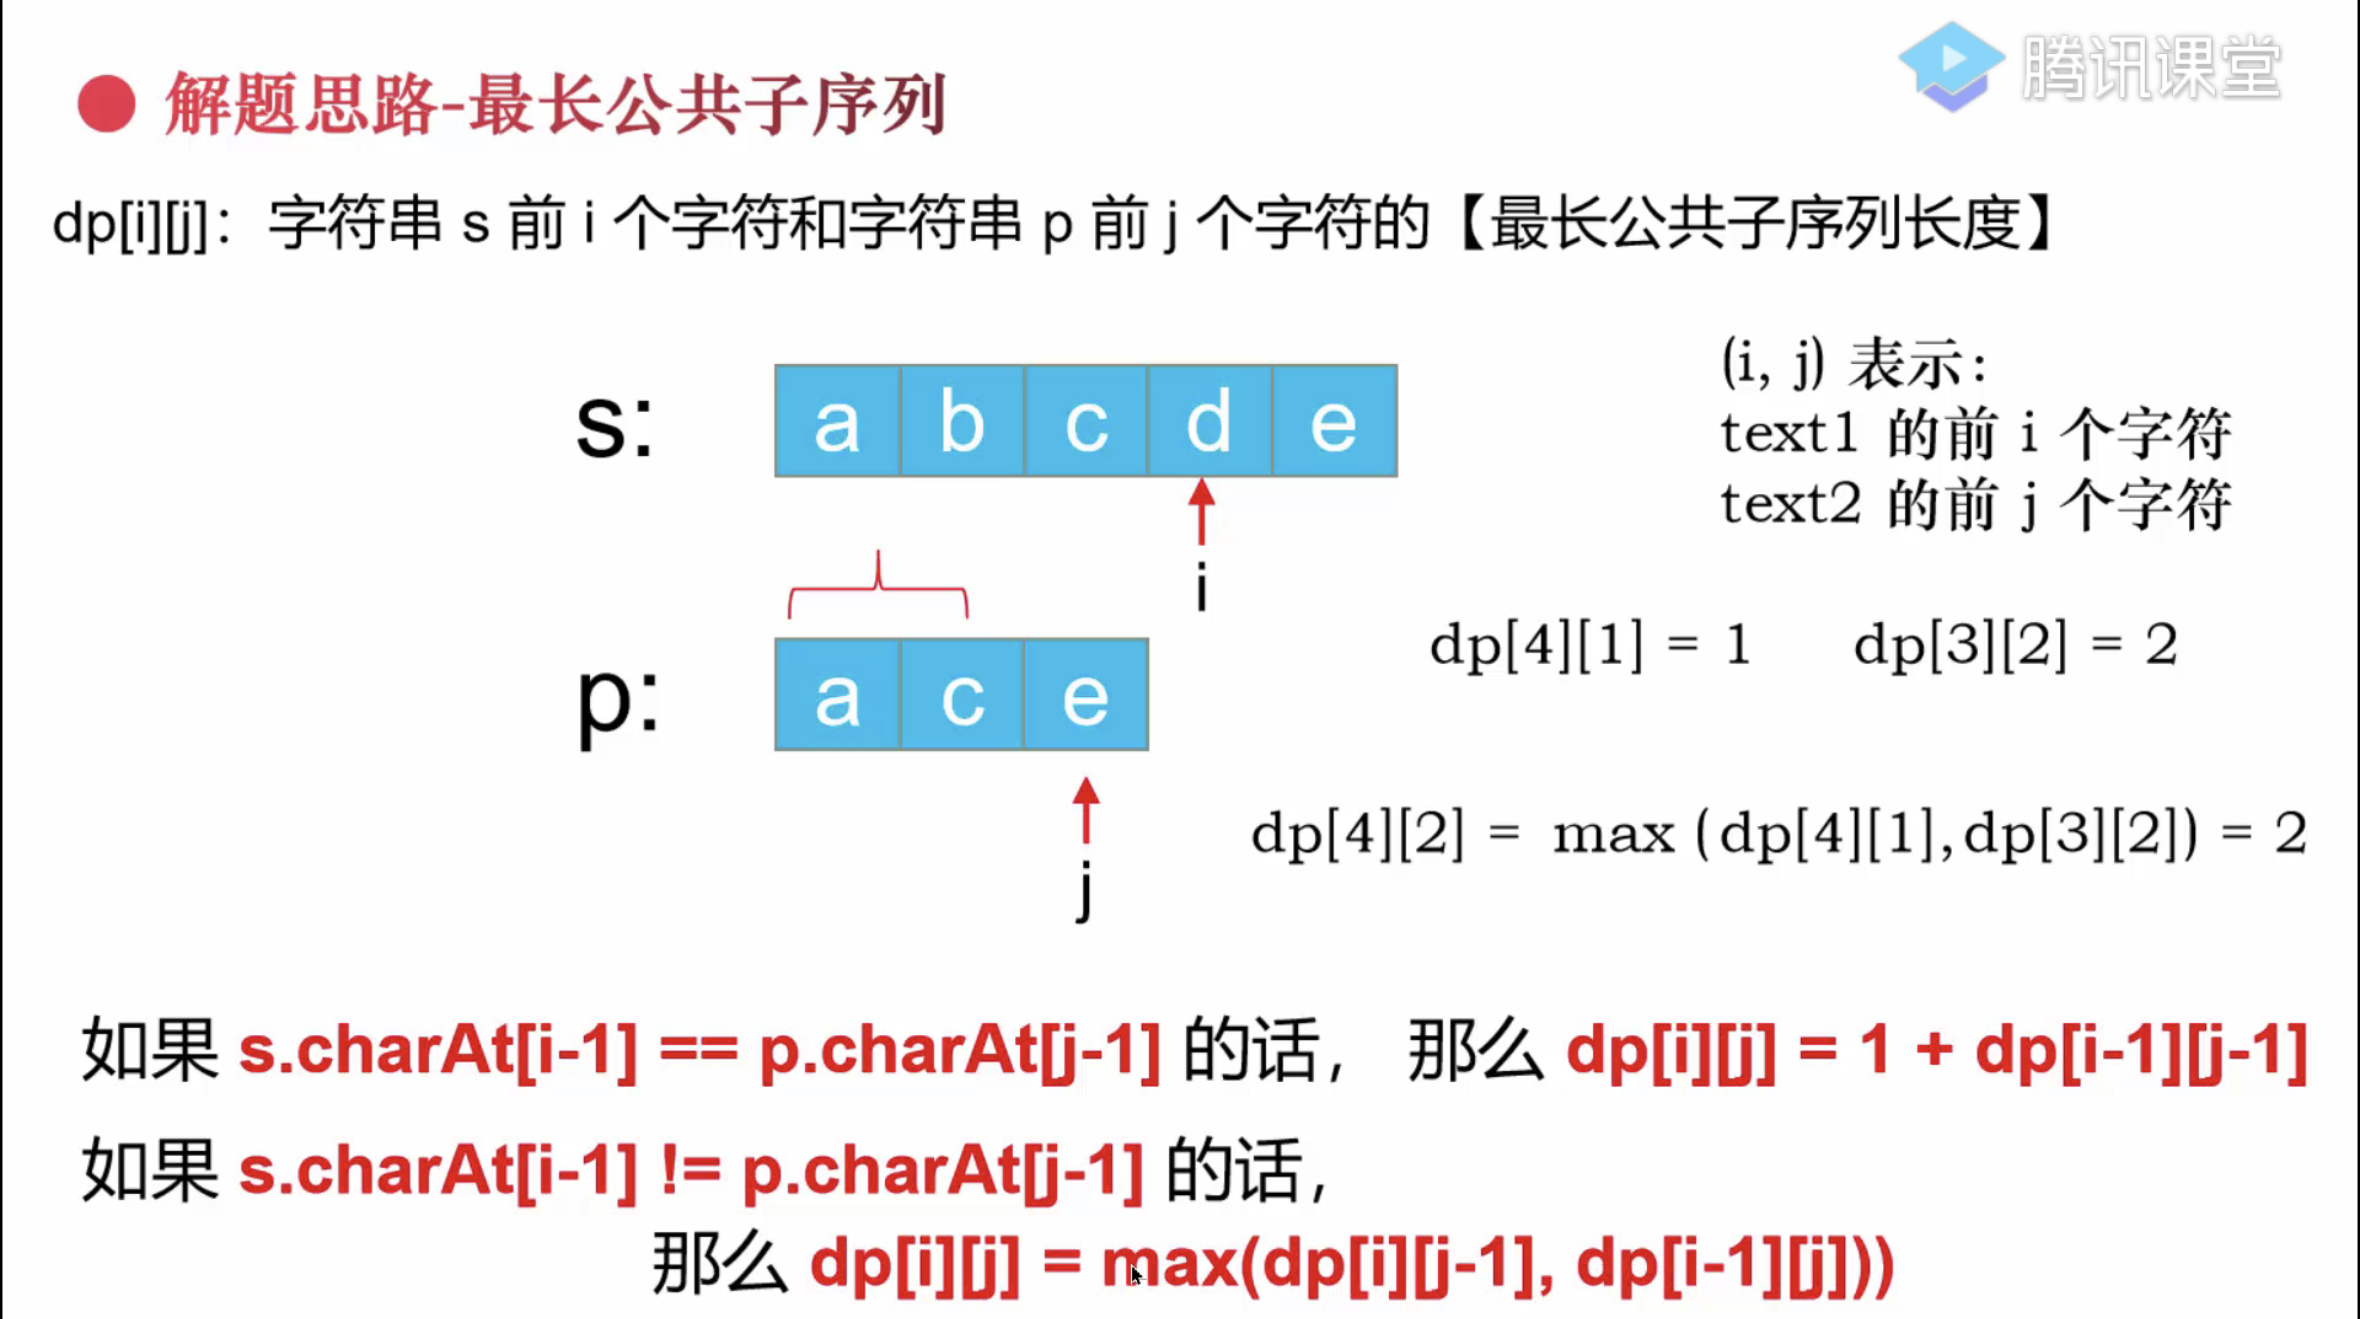 腾讯课堂
解题思路-最长公共子序列
dp[i][j]：字符串 s 前 i 个字符和字符串 p 前 j 个字符的【最长公共子序列长度】
(i, j) 表示：
text1 的前 i 个字符
text2 的前 j 个字符
s: a b c d e
i
p: a c e
j
dp[4][1] = 1 dp[3][2] = 2
dp[4][2] = max (dp[4][1],dp[3][2]) = 2
如果 s.charAt[i-1] == p.charAt[j-1] 的话， 那么 dp[i][j] = 1 + dp[i-1][j-1]
如果 s.charAt[i-1] != p.charAt[j-1] 的话，
那么 dp[i][j] = max(dp[i][j-1], dp[i-1][j]))